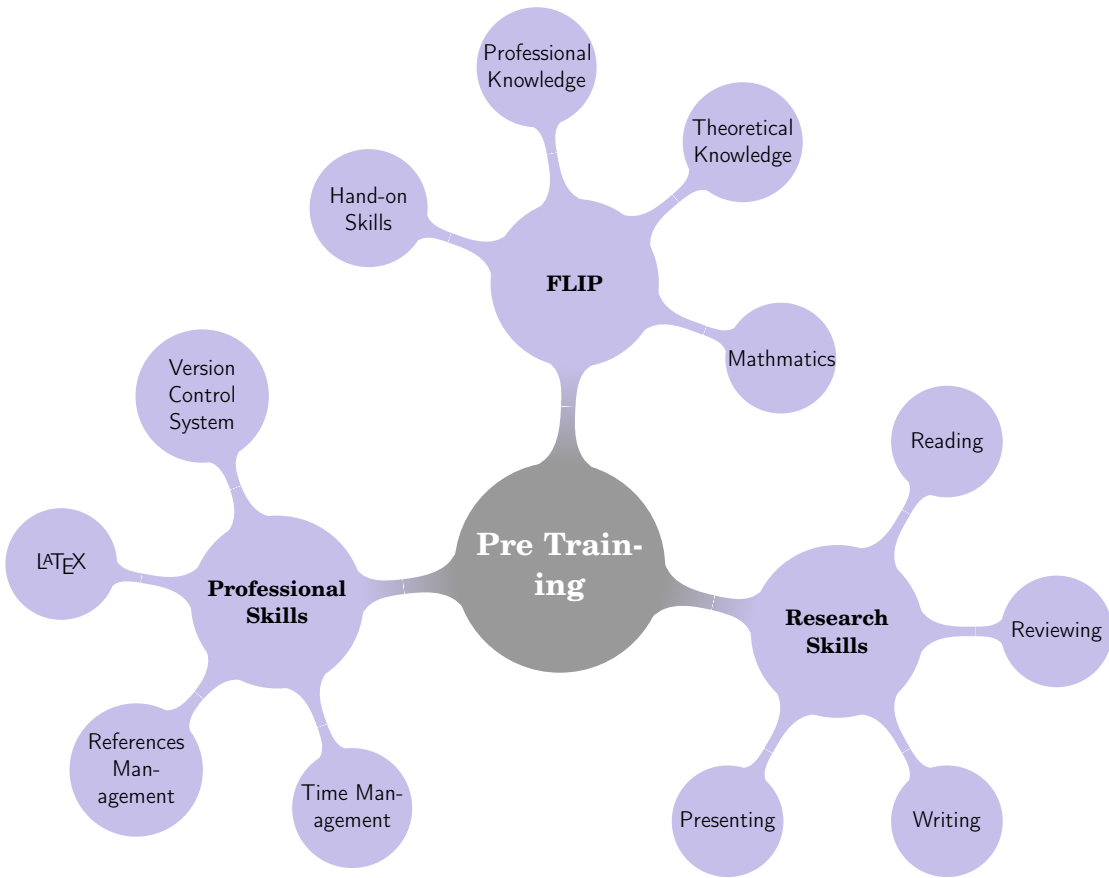 Professional
Knowledge
Theoretical
Knowledge
Hand-on
Skills
FLIP
Mathmatics
Version
Control
System
Reading
LATEX
Pre Train-
ing
Professional
Skills
Research
Skills
Reviewing
References
Man-
agement
Time Man-
agement
Presenting
Writing